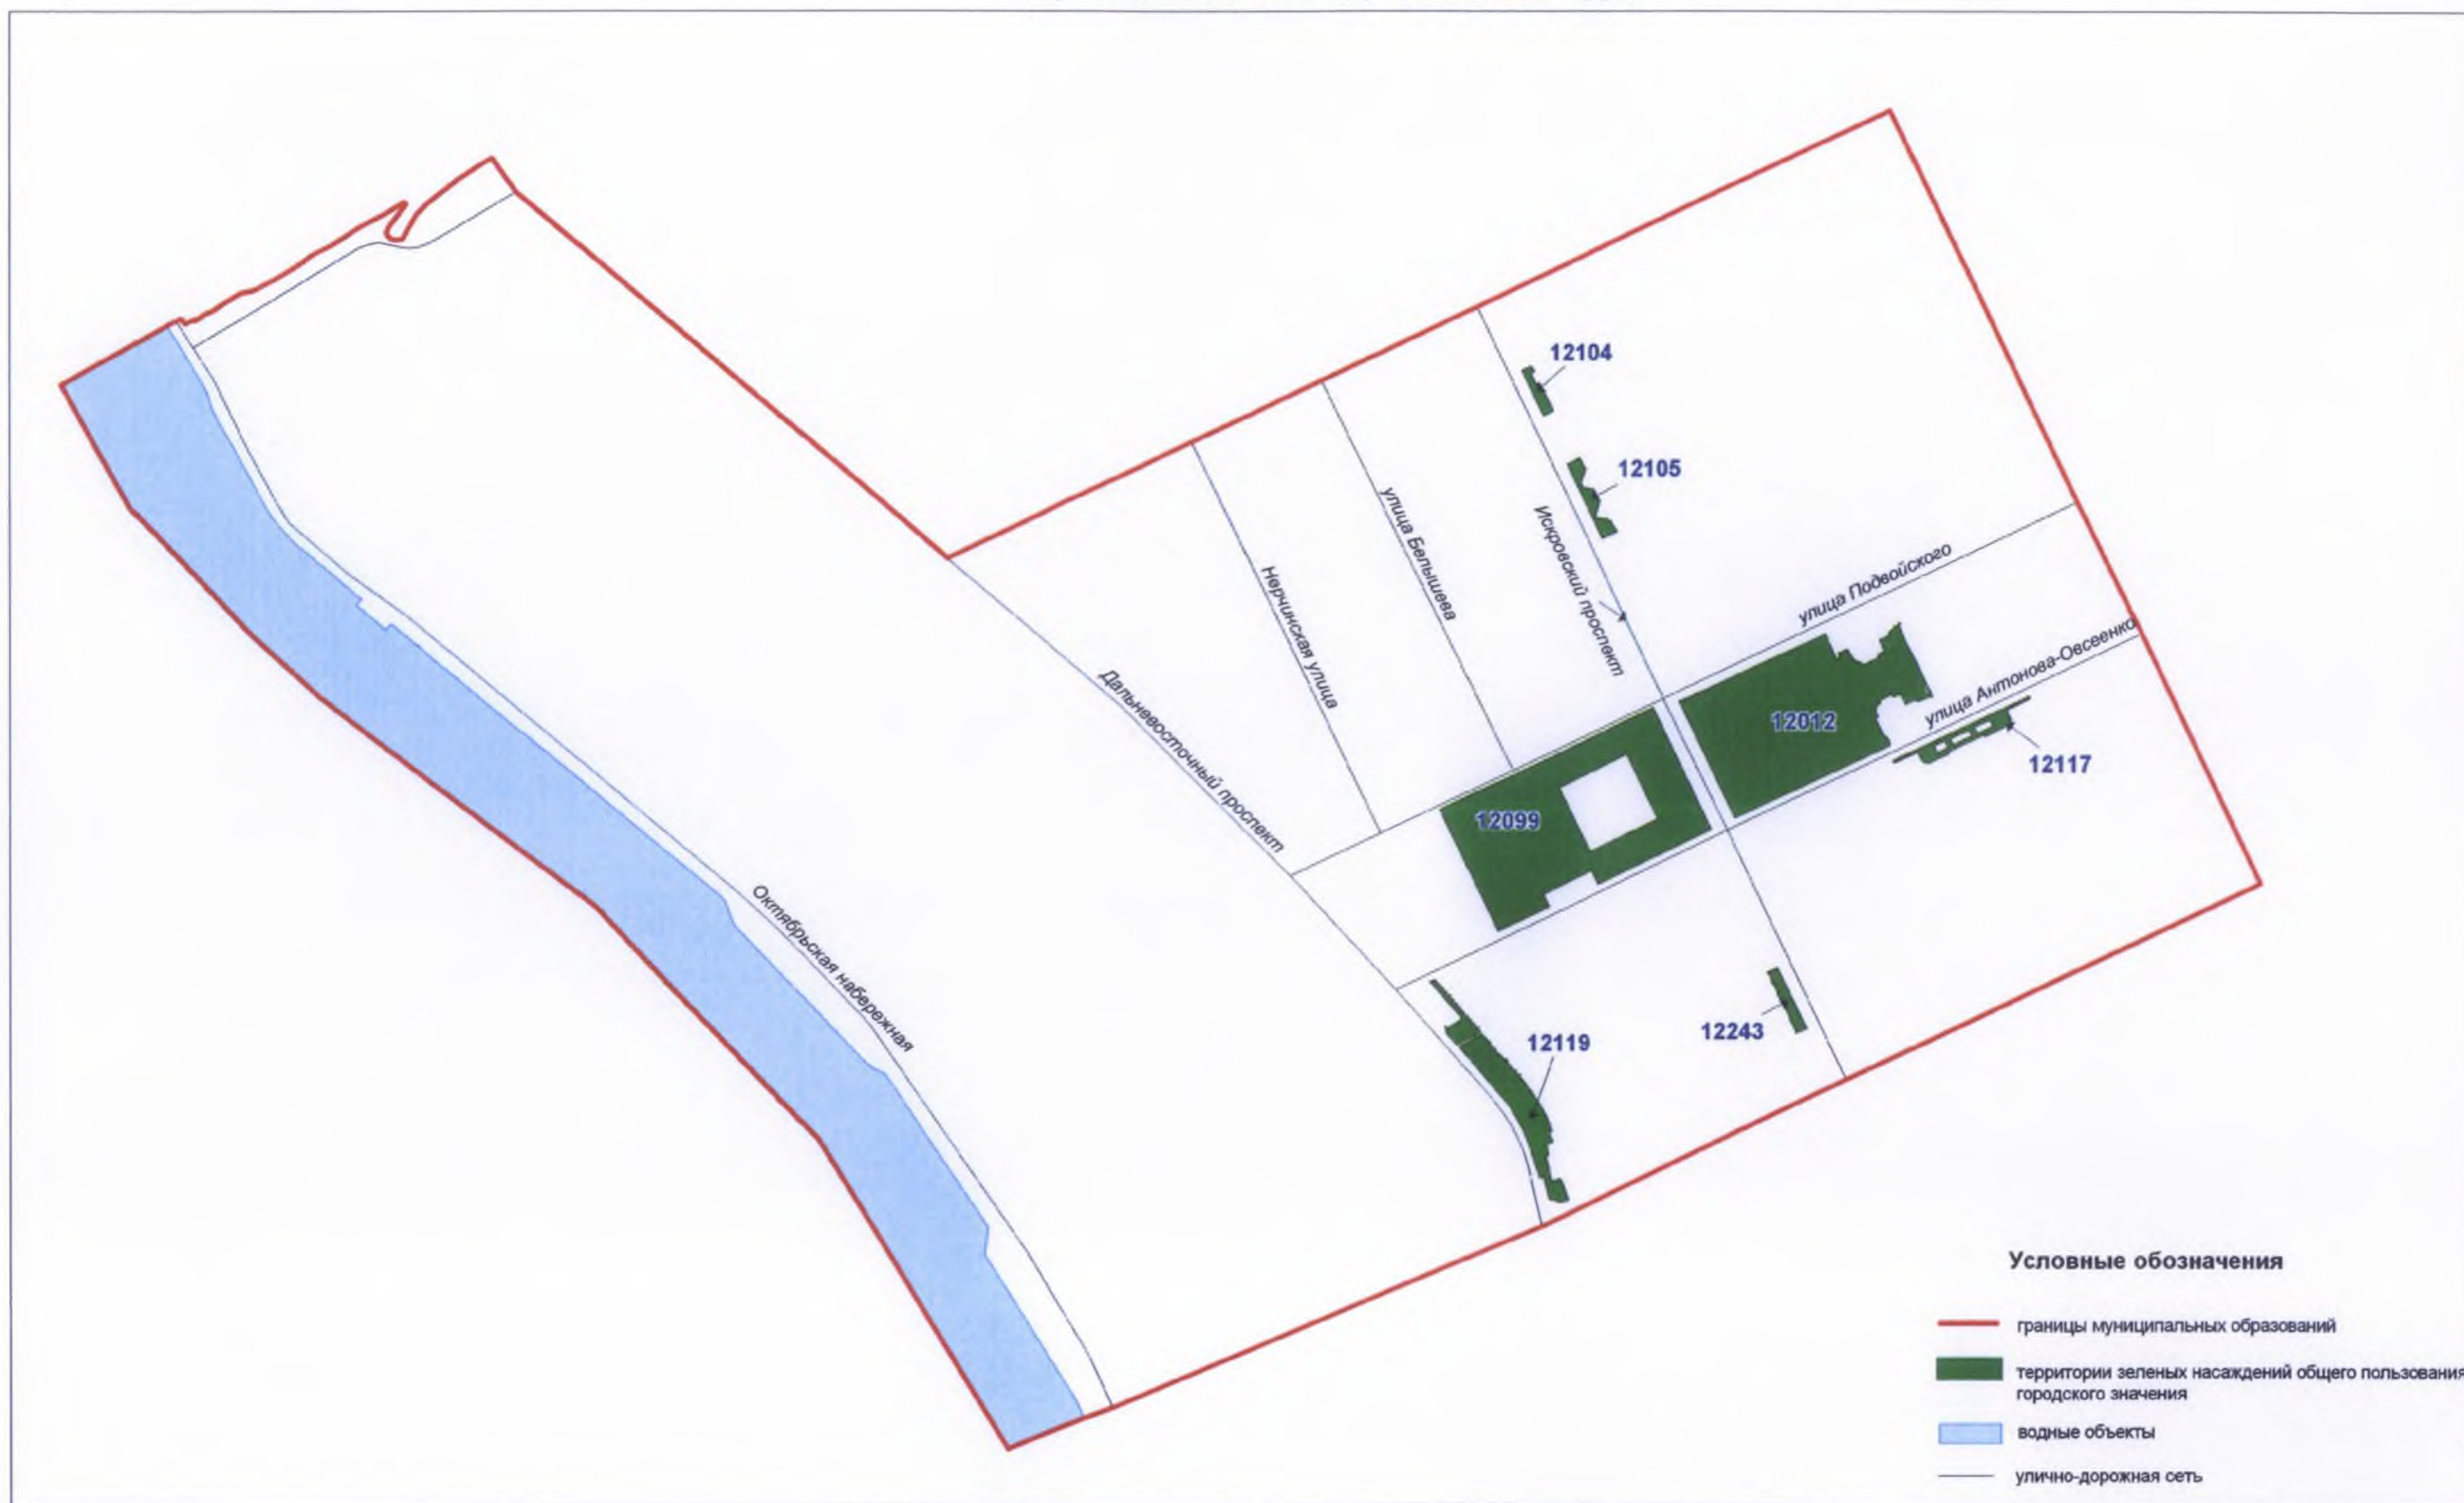 12104
12105
улица Белышева
Искровский проспект
Нерчинская улица
улица Подвойского
улица Антонова-Овсеенко
Дальневосточный проспект
12012
12117
12099
Октябрьская набережная
12243
12119
Условные обозначения
границы муниципальных образований
территории зеленых насаждений общего пользования
городского значения
водные объекты
улично-дорожная сеть